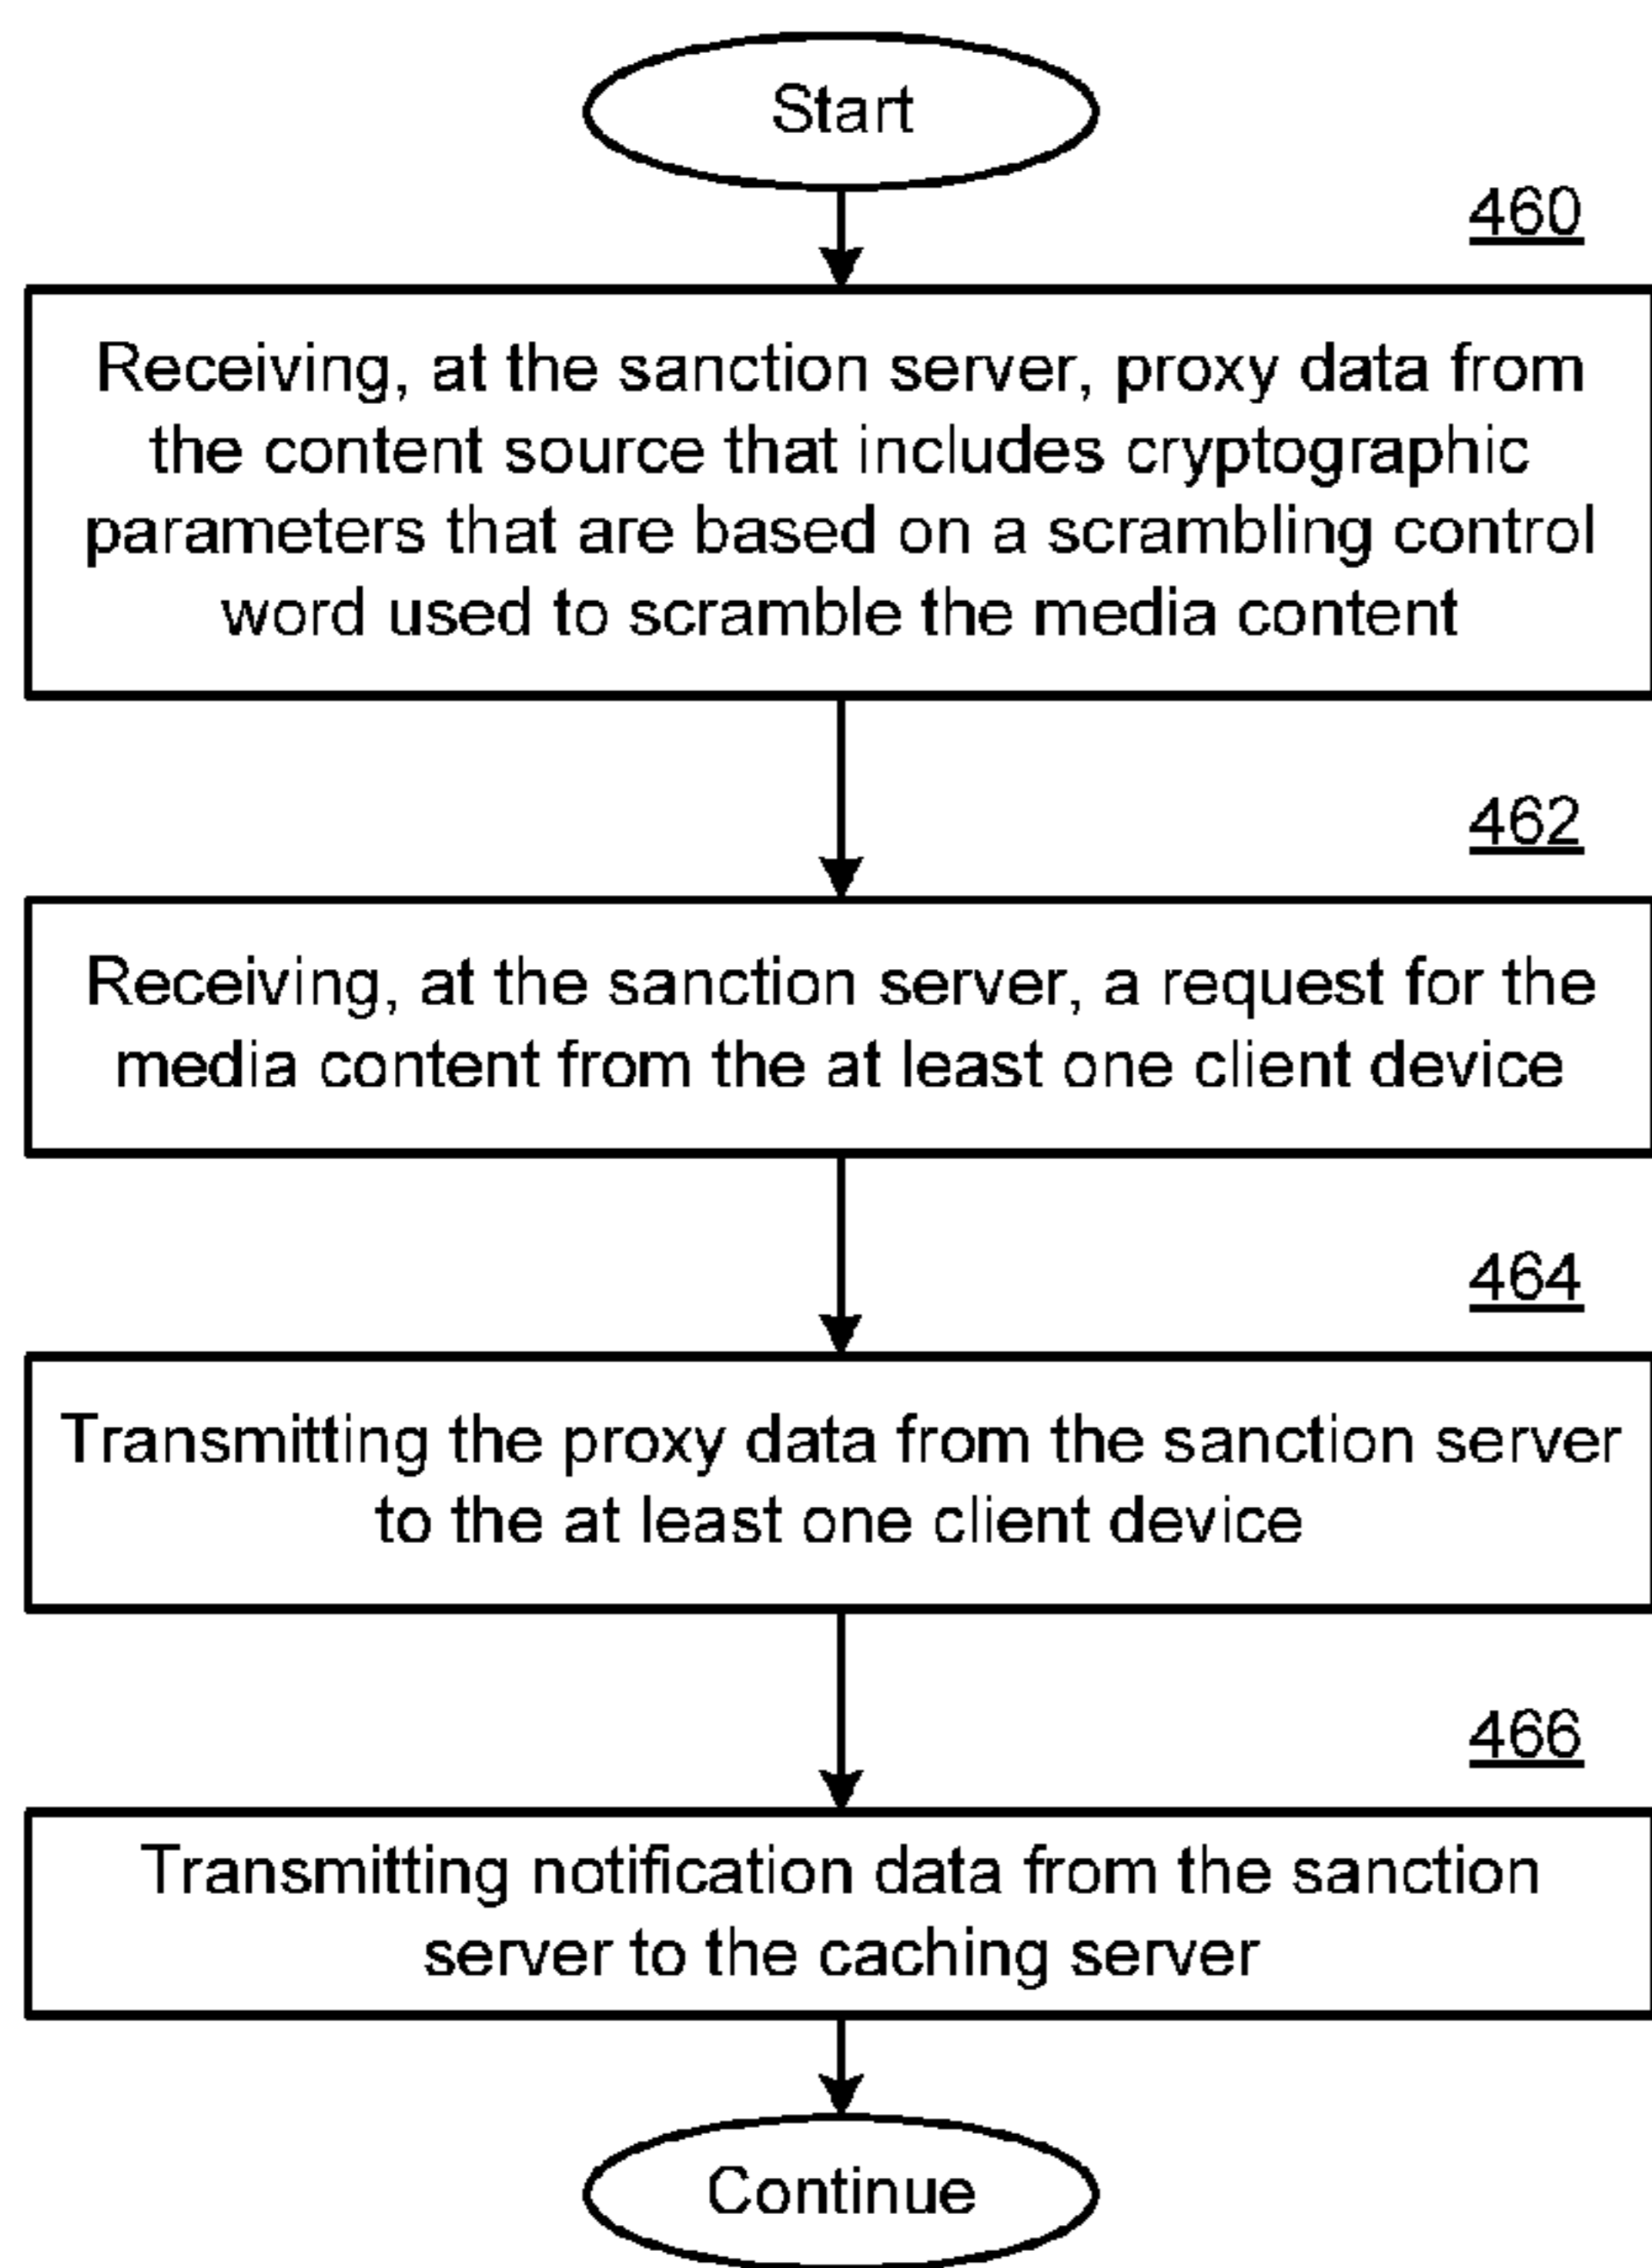 Start
460
Receiving, at the sanction server, proxy data from
the content source that includes cryptographic
parameters that are based on a scrambling control
word used to scramble the media content
462
Receiving, at the sanction server, a request for the
media content from the at least one client device
464
Transmitting the proxy data from the sanction server
to the at least one client device
466
Transmitting notification data from the sanction
server to the caching server
Continue